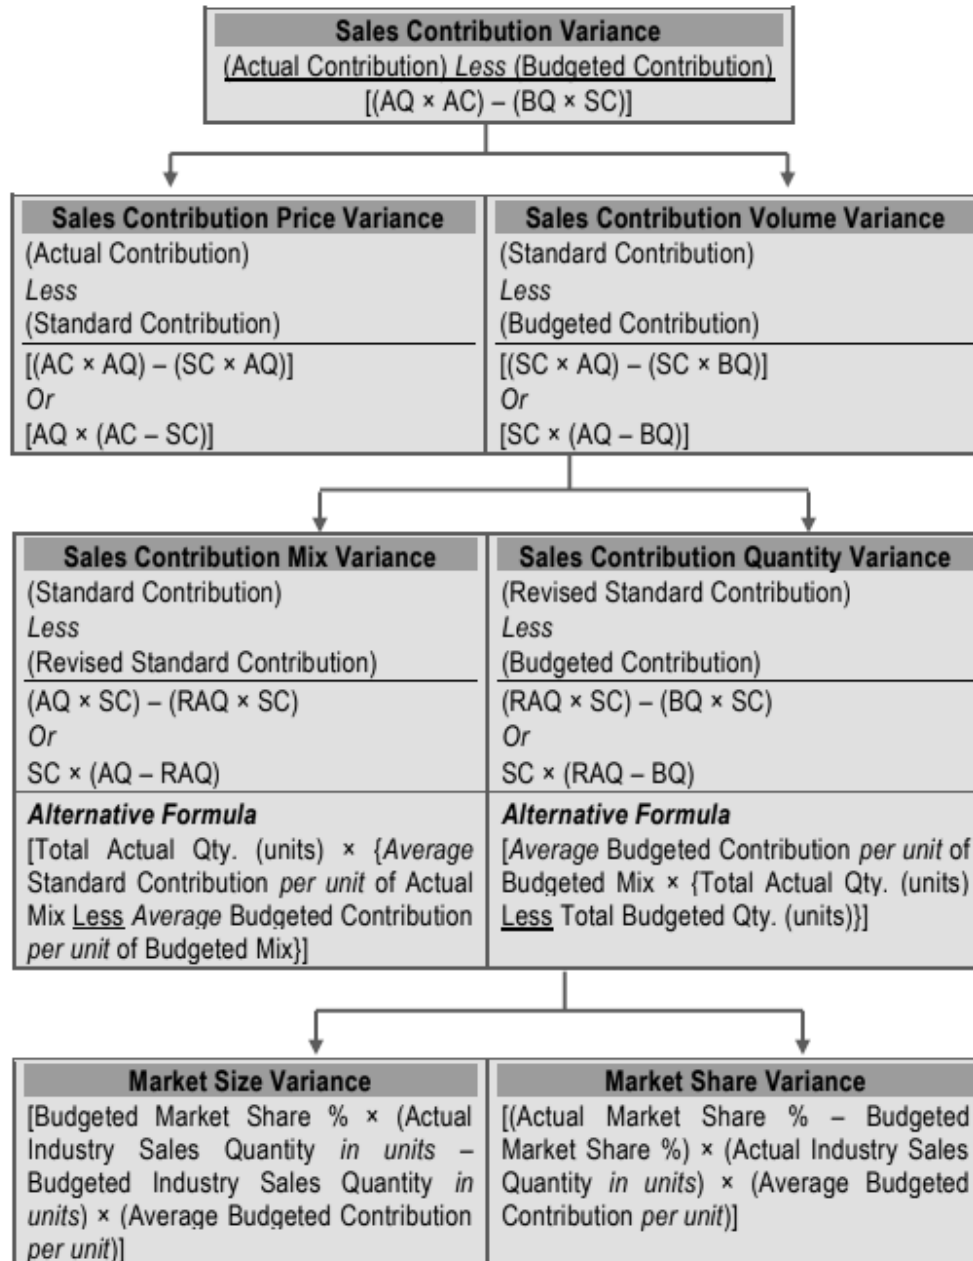 Sales Contribution Variance
(Actual Contribution) Less (Budgeted Contribution)
[(AQ × AC) – (BQ × SC)]
Sales Contribution Price Variance
(Actual Contribution)
Less
(Standard Contribution)
[(AC × AQ) – (SC × AQ)]
Or
[AQ × (AC – SC)]
Sales Contribution Volume Variance
(Standard Contribution)
Less
(Budgeted Contribution)
[(SC × AQ) – (SC × BQ)]
Or
[SC × (AQ – BQ)]
Sales Contribution Mix Variance
(Standard Contribution)
Less
(Revised Standard Contribution)
(AQ × SC) – (RAQ × SC)
Or
SC × (AQ – RAQ)
Alternative Formula
[Total Actual Qty. (units) × {Average
Standard Contribution per unit of Actual
Mix Less Average Budgeted Contribution
per unit of Budgeted Mix}]
Sales Contribution Quantity Variance
(Revised Standard Contribution)
Less
(Budgeted Contribution)
(RAQ × SC) – (BQ × SC)
Or
SC × (RAQ – BQ)
Alternative Formula
[Average Budgeted Contribution per unit of
Budgeted Mix × {Total Actual Qty. (units)
Less Total Budgeted Qty. (units)}]
Market Size Variance
[Budgeted Market Share % × (Actual
Industry Sales Quantity in units –
Budgeted Industry Sales Quantity in
units) × (Average Budgeted Contribution
per unit)]
Market Share Variance
[(Actual Market Share % – Budgeted
Market Share %) × (Actual Industry Sales
Quantity in units) × (Average Budgeted
Contribution per unit)]